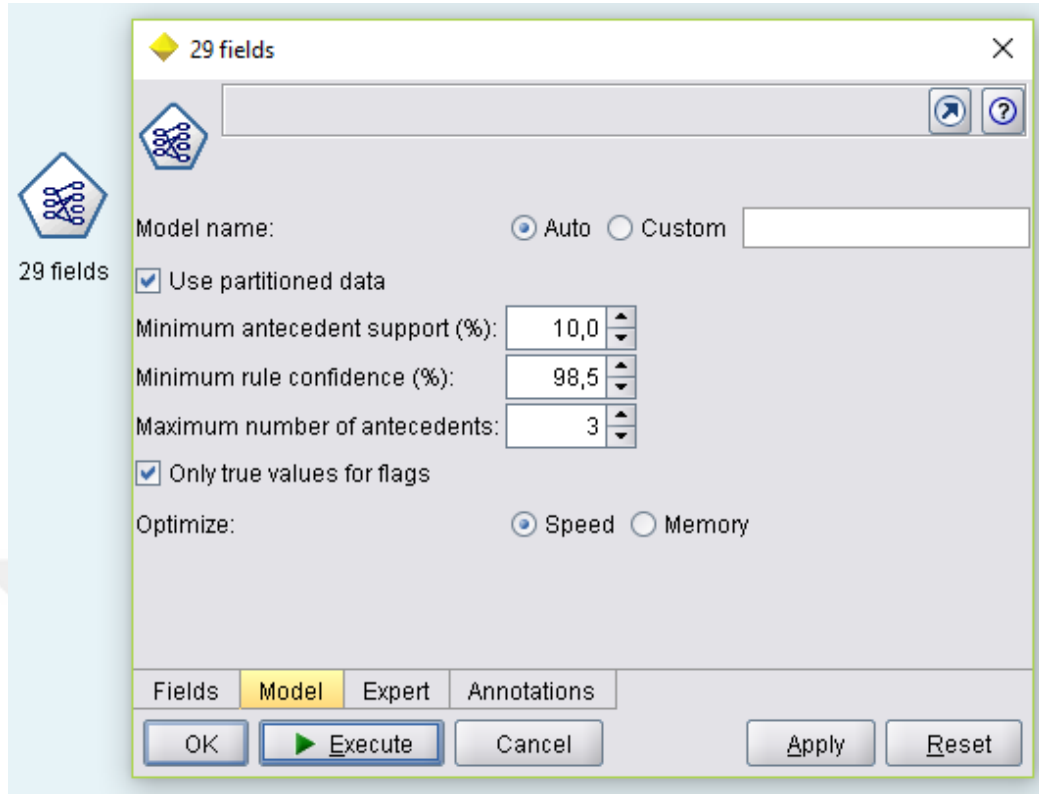 29 fields
29 fields
Model name: Auto Custom
Use partitioned data
Minimum antecedent support (%): 10,0
Minimum rule confidence (%): 98,5
Maximum number of antecedents: 3
Only true values for flags
Optimize: Speed Memory
Fields Model Expert Annotations
OK Execute Cancel Apply Reset